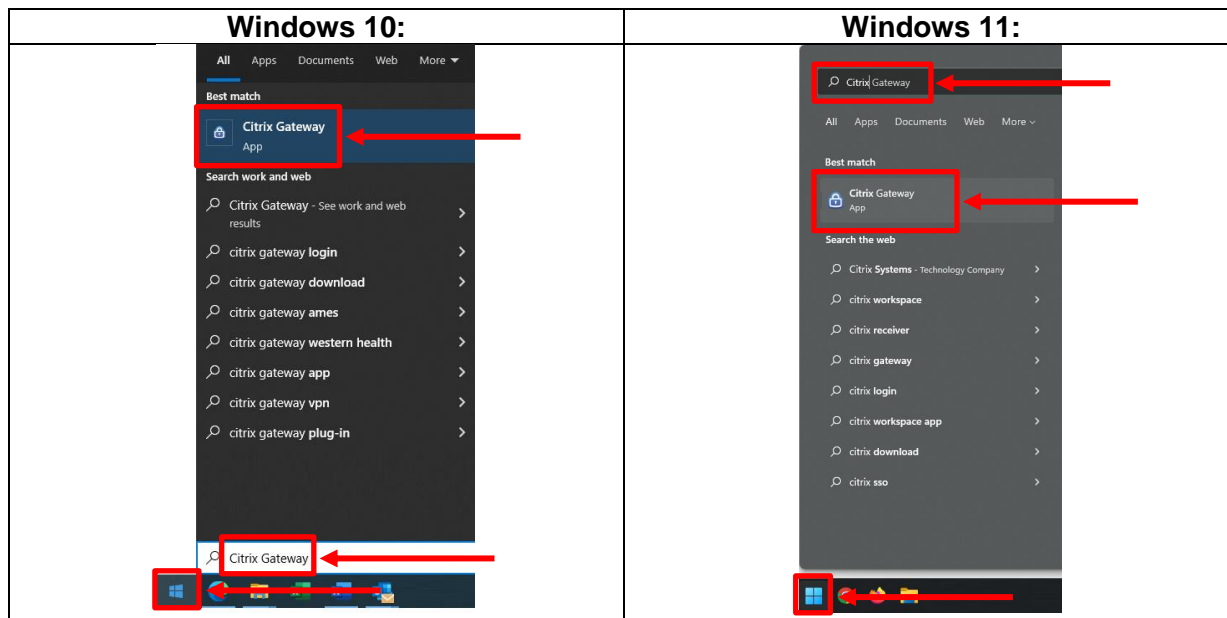 Windows 10:
All Apps Documents Web More
Best match
Citrix Gateway
App
Search work and web
Citrix Gateway - See work and web
results
citrix gateway login
citrix gateway download
citrix gateway ames
citrix gateway western health
citrix gateway app
citrix gateway vpn
citrix gateway plug-in
Citrix Gateway
Windows 11:
Citrix Gateway
All Apps Documents Web More
Best match
Citrix Gateway
App
Search the web
Citrix Systems - Technology Company
citrix workspace
citrix receiver
citrix gateway
citrix login
citrix workspace app
citrix download
citrix sso